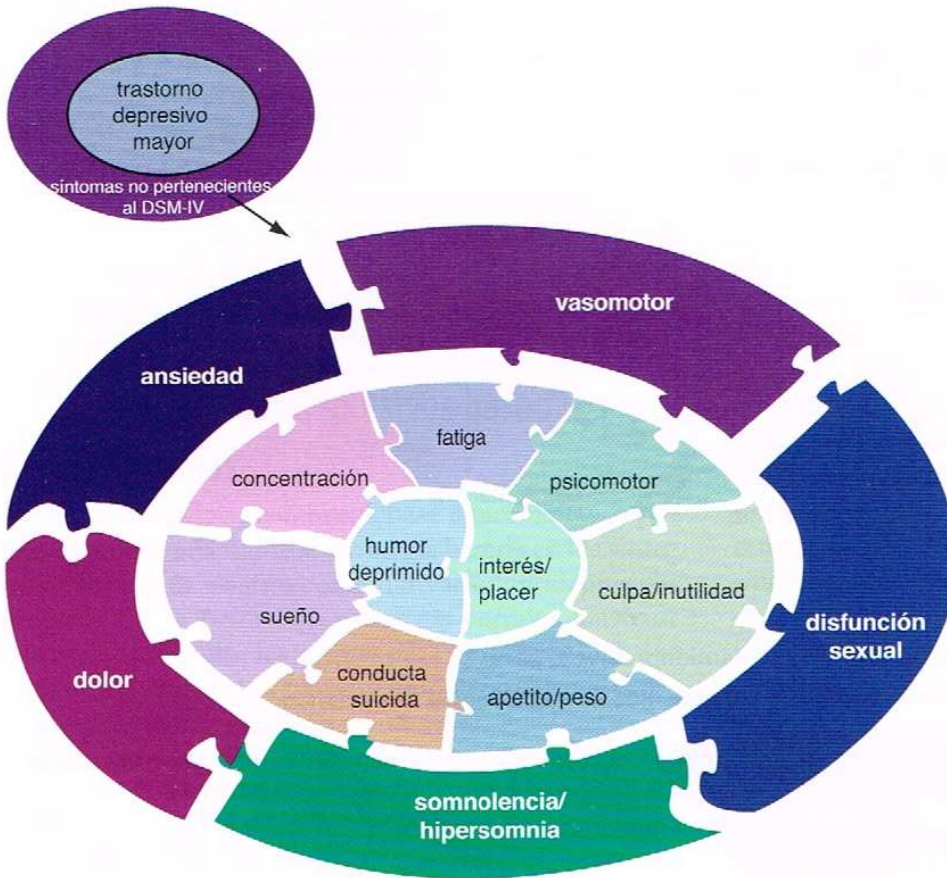 trastorno
depresivo
mayor
síntomas no pertenecientes
al DSM-IV
vasomotor
ansiedad
fatiga
concentración
psicomotor
humor
deprimido
interés/
placer
culpa/inutilidad
sueño
disfunción
sexual
dolor
conducta
suicida
apetito/peso
somnolencia/
hipersomnia